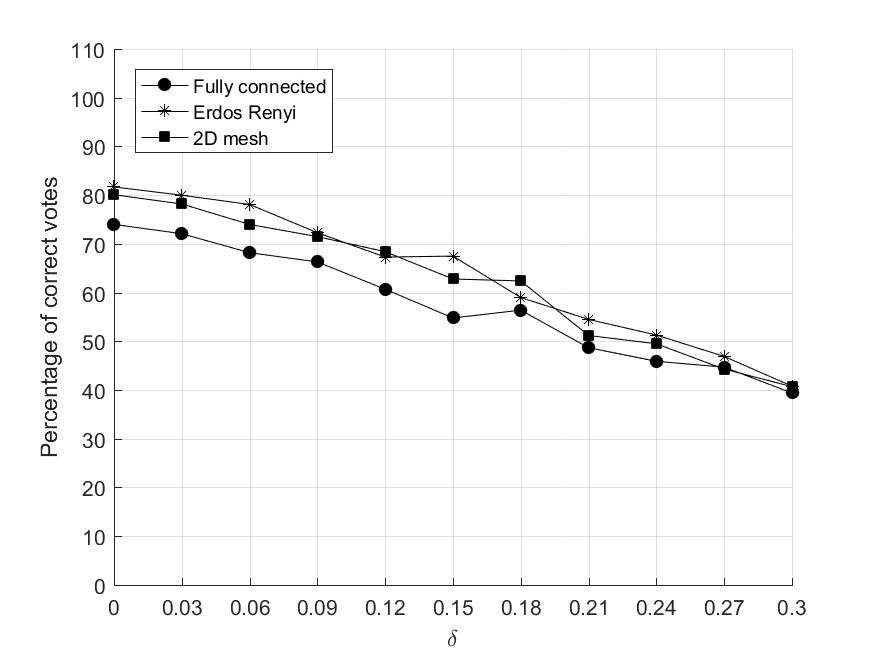 110
100
90
80
70
60
50
40
30
20
10
0
Percentage of correct votes
Fully connected
Erdos Renyi
2D mesh
0 0.03 0.06 0.09 0.12 0.15 0.18 0.21 0.24 0.27 0.3
δ